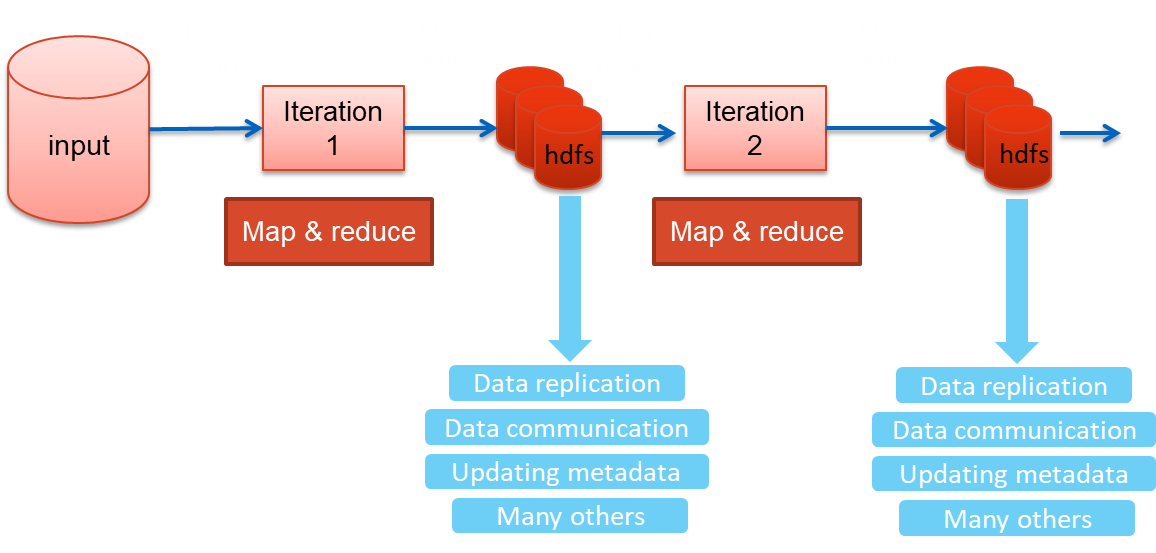 input
Iteration
1
hdfs
Iteration
2
hdfs
Map & reduce
Map & reduce
Data replication
Data communication
Updating metadata
Many others
Data replication
Data communication
Updating metadata
Many others